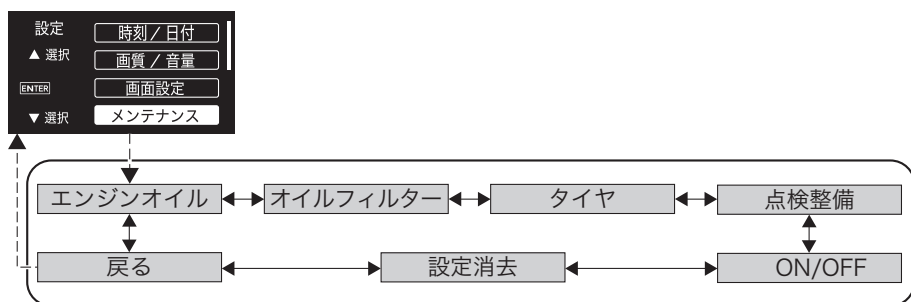 設定
時刻 / 日付
▲ 選択
画質 / 音量
ENTER
画面設定
▼ 選択
メンテナンス
エンジンオイル
オイルフィルター
タイヤ
点検整備
戻る
設定消去
ON/OFF